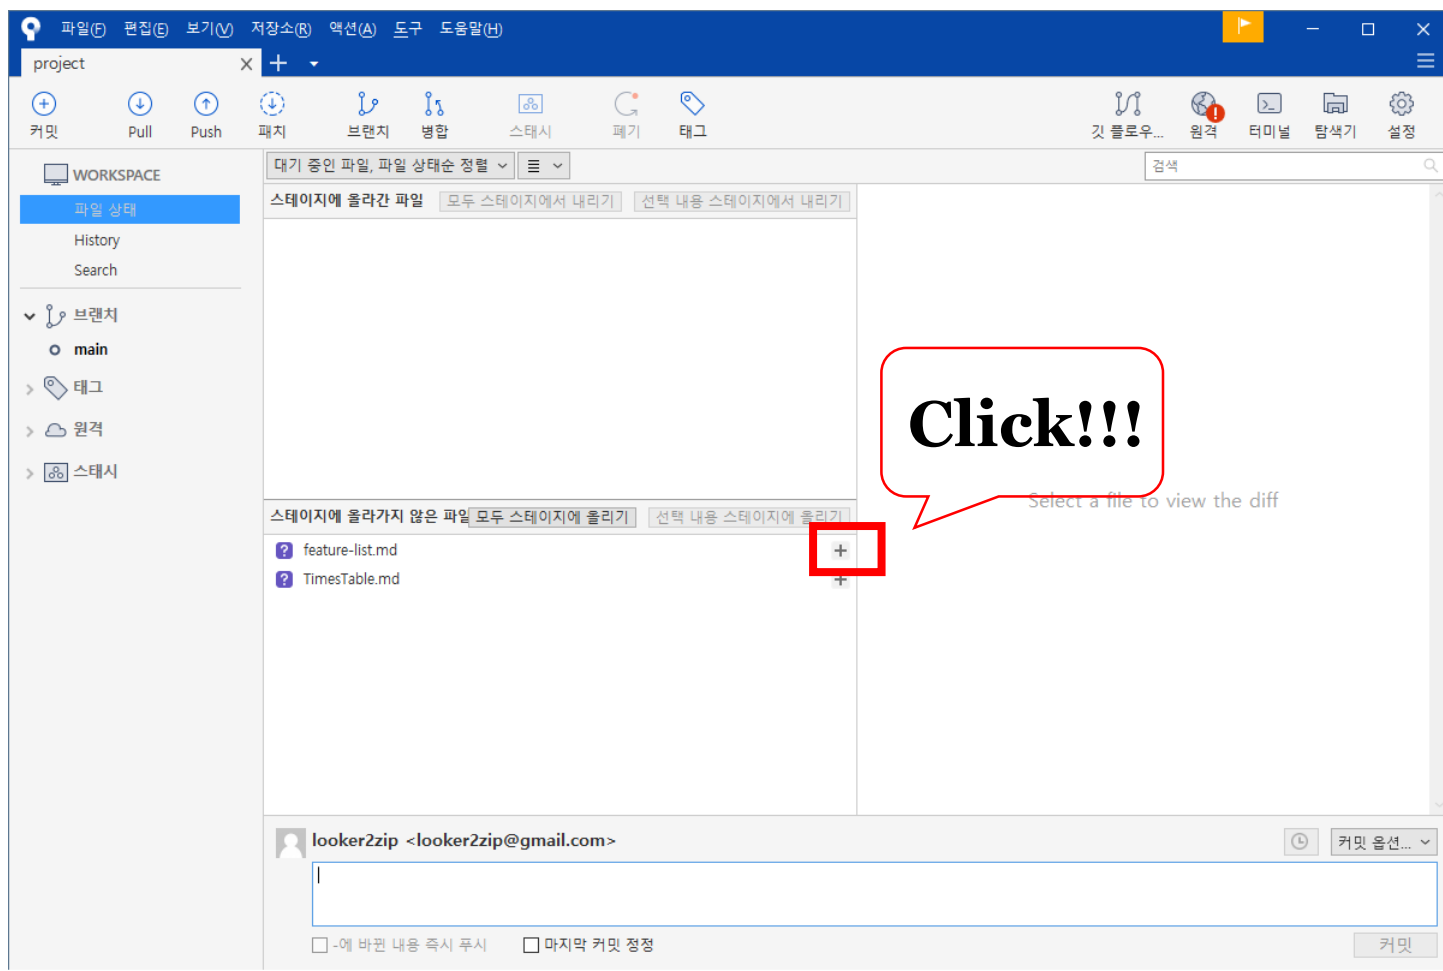 파일(F) 편집(E) 보기(V) 저장소(R) 액션(A) 도구 도움말(H)
project
커밋 Pull Push 패치 브랜치 병합 스태시 폐기 태그 깃 플로우... 원격 터미널 탐색기 설정
WORKSPACE
파일 상태
History
Search
브랜치
main
태그
원격
스태시
대기 중인 파일, 파일 상태순 정렬
검색
스테이지에 올라간 파일 모두 스테이지에서 내리기 선택 내용 스테이지에서 내리기
Click!!!
Select a file to view the diff
스테이지에 올라가지 않은 파일 모두 스테이지에 올리기 선택 내용 스테이지에 올리기
feature-list.md
TimesTable.md
looker2zip <looker2zip@gmail.com>
커밋 옵션...
-에 바뀐 내용 즉시 푸시 마지막 커밋 정정
커밋